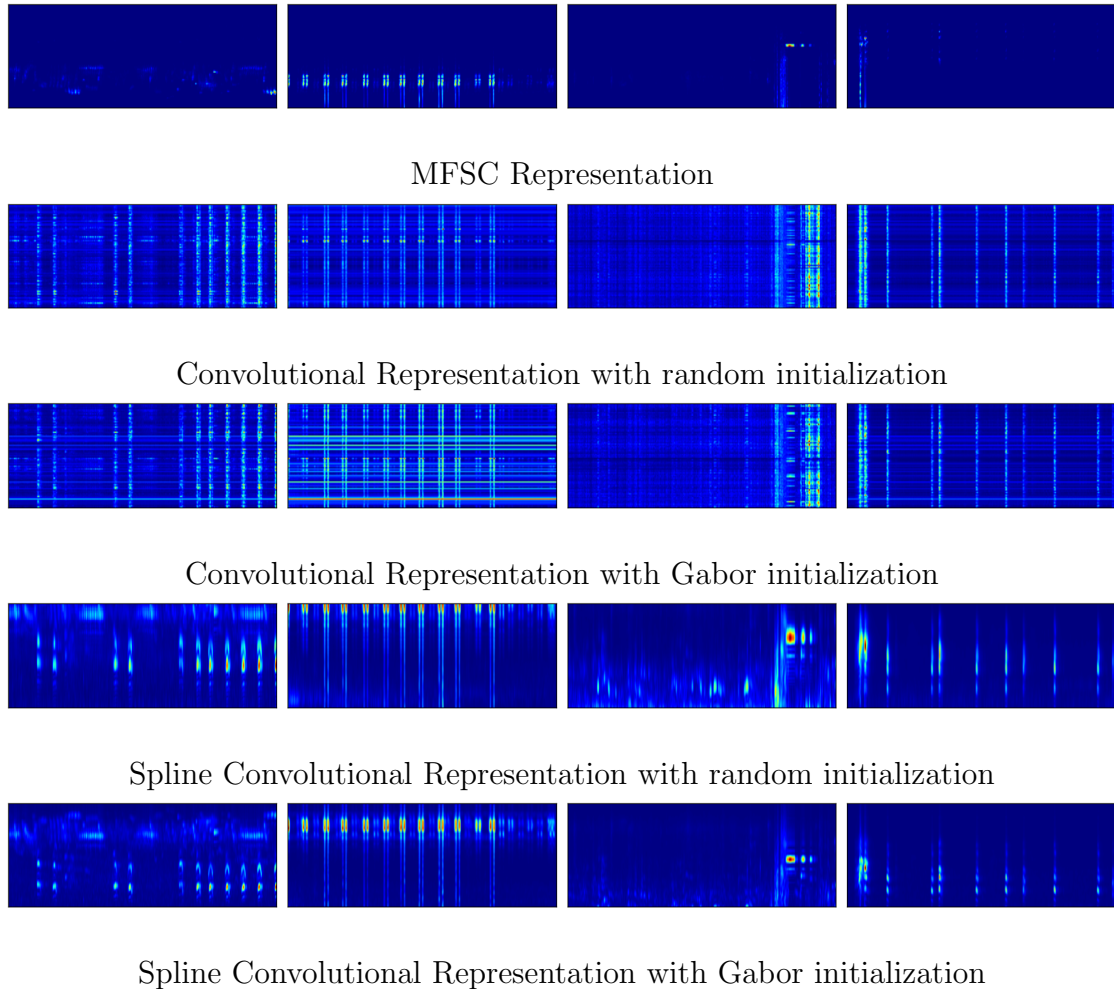 MFSC Representation
Convolutional Representation with random initialization
Convolutional Representation with Gabor initialization
Spline Convolutional Representation with random initialization
Spline Convolutional Representation with Gabor initialization